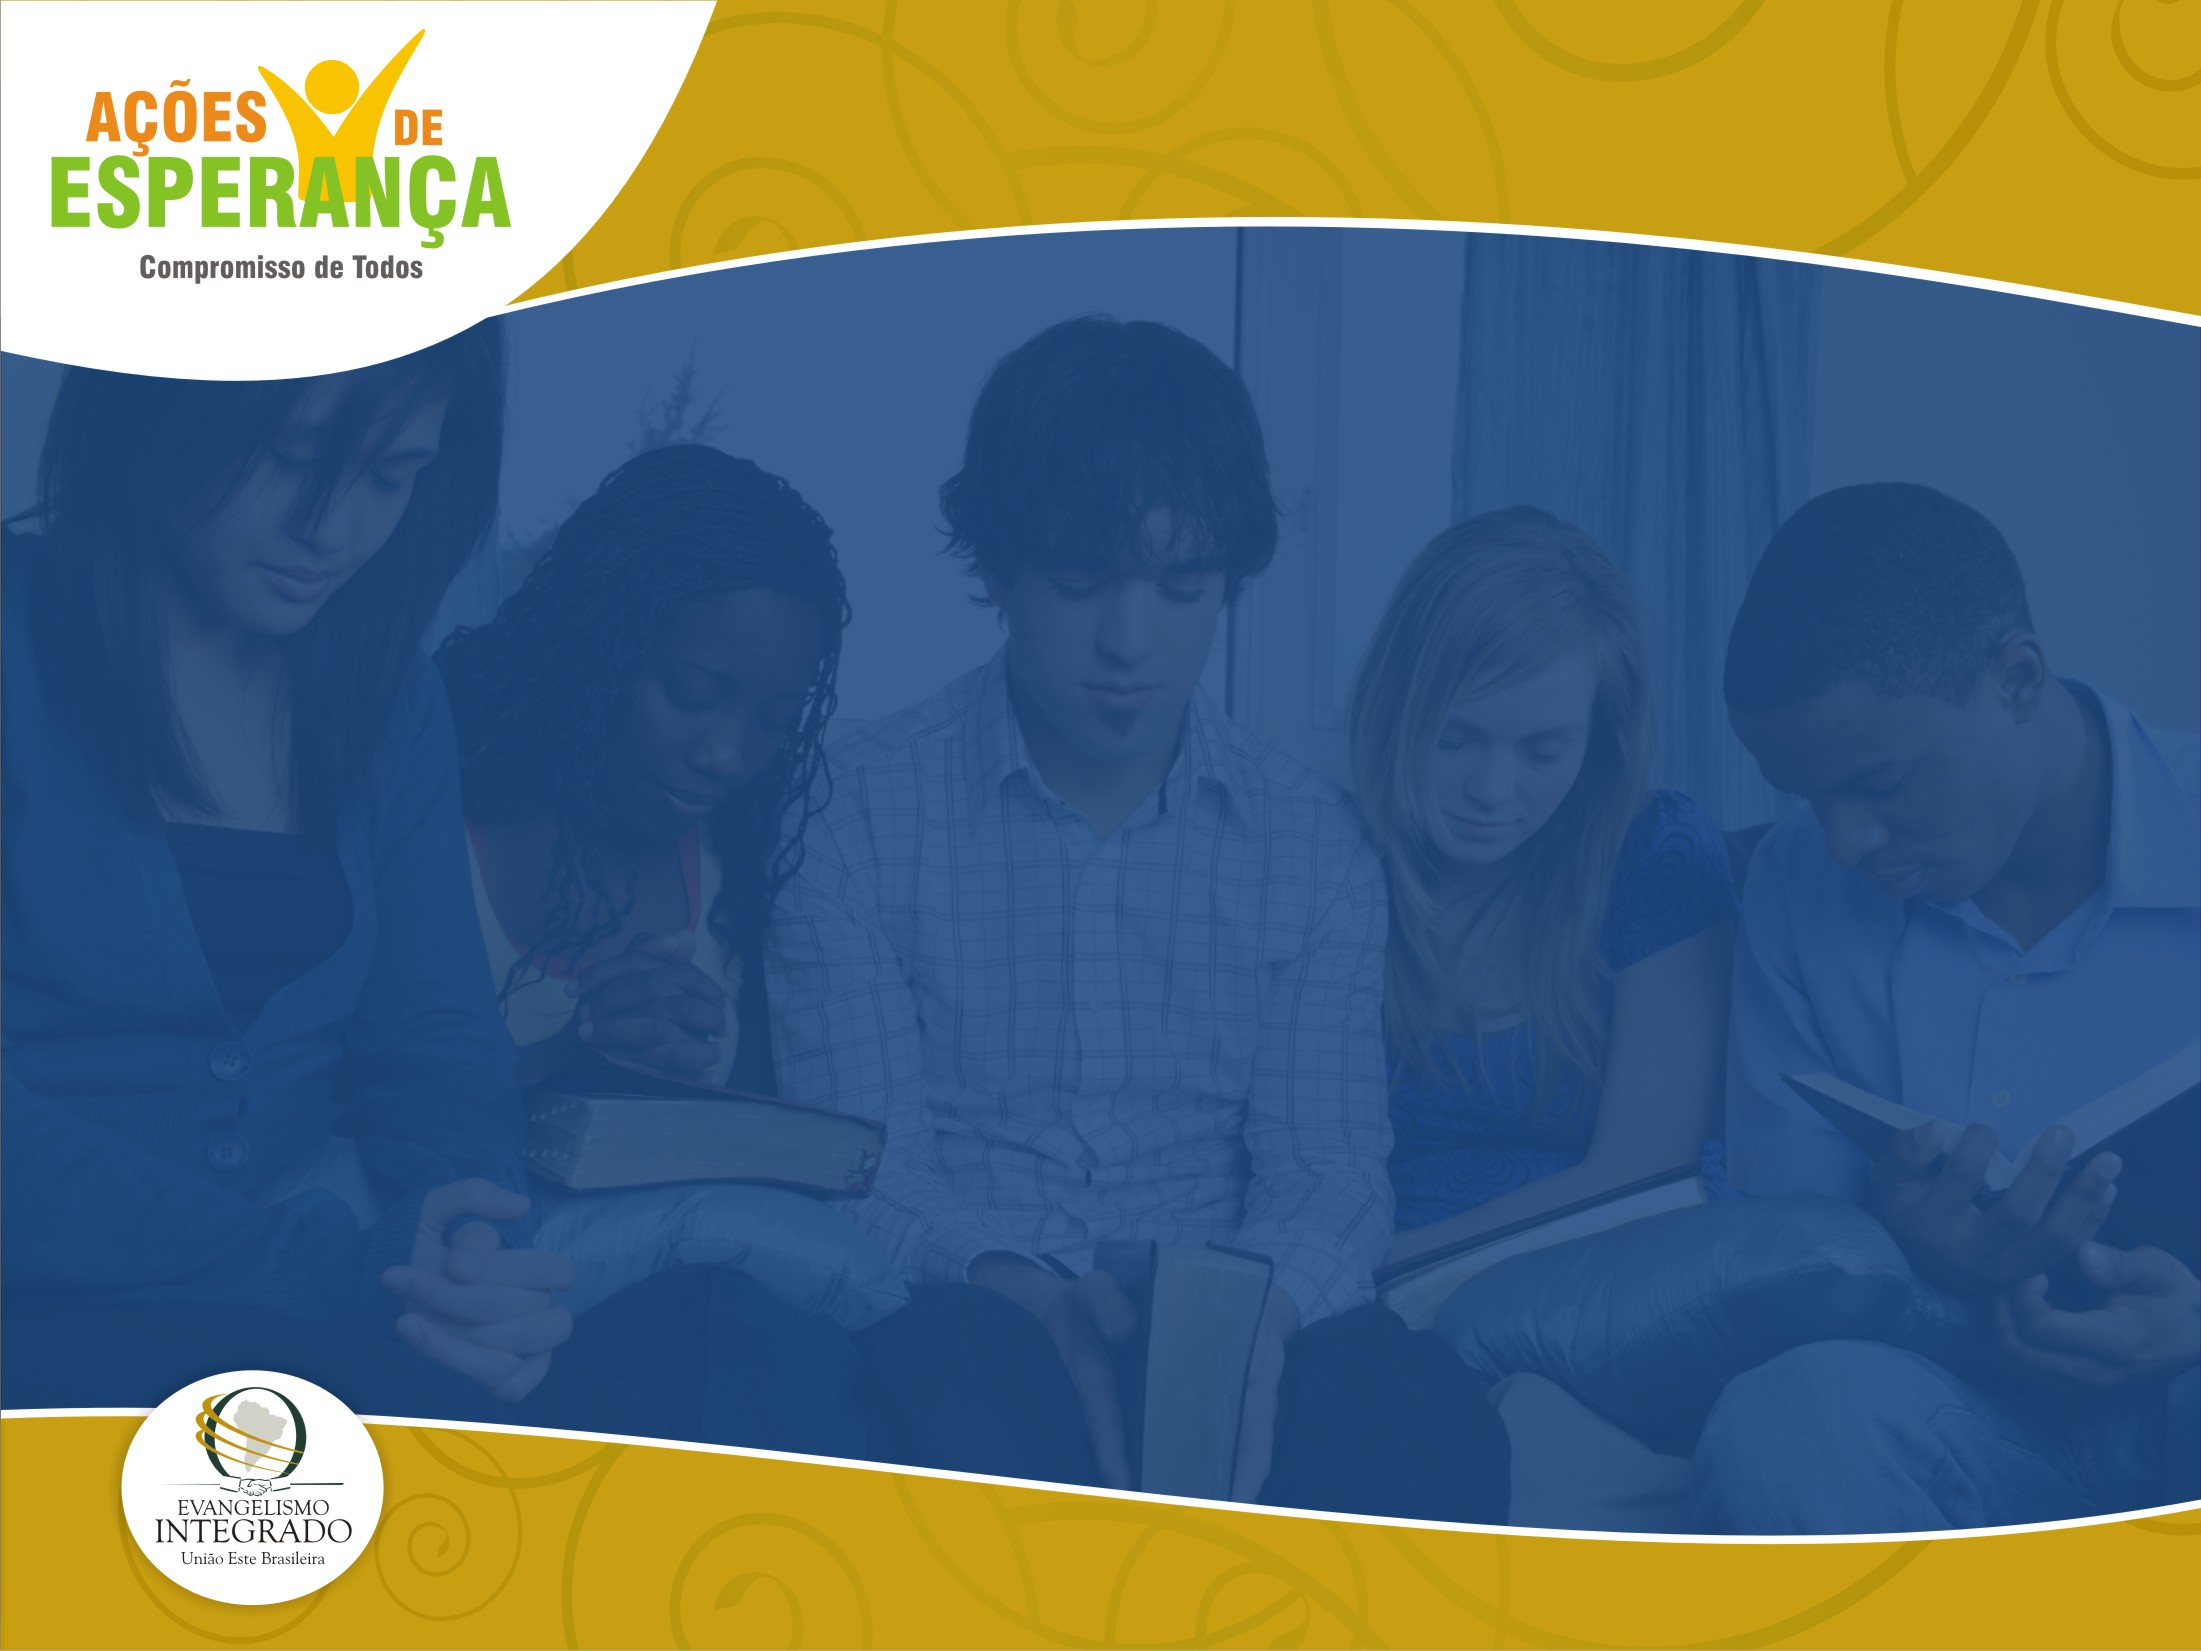 AÇÕES DE
ESPERANÇA
Compromisso de Todos
EVANGELISMO
INTEGRADO
União Este Brasileira